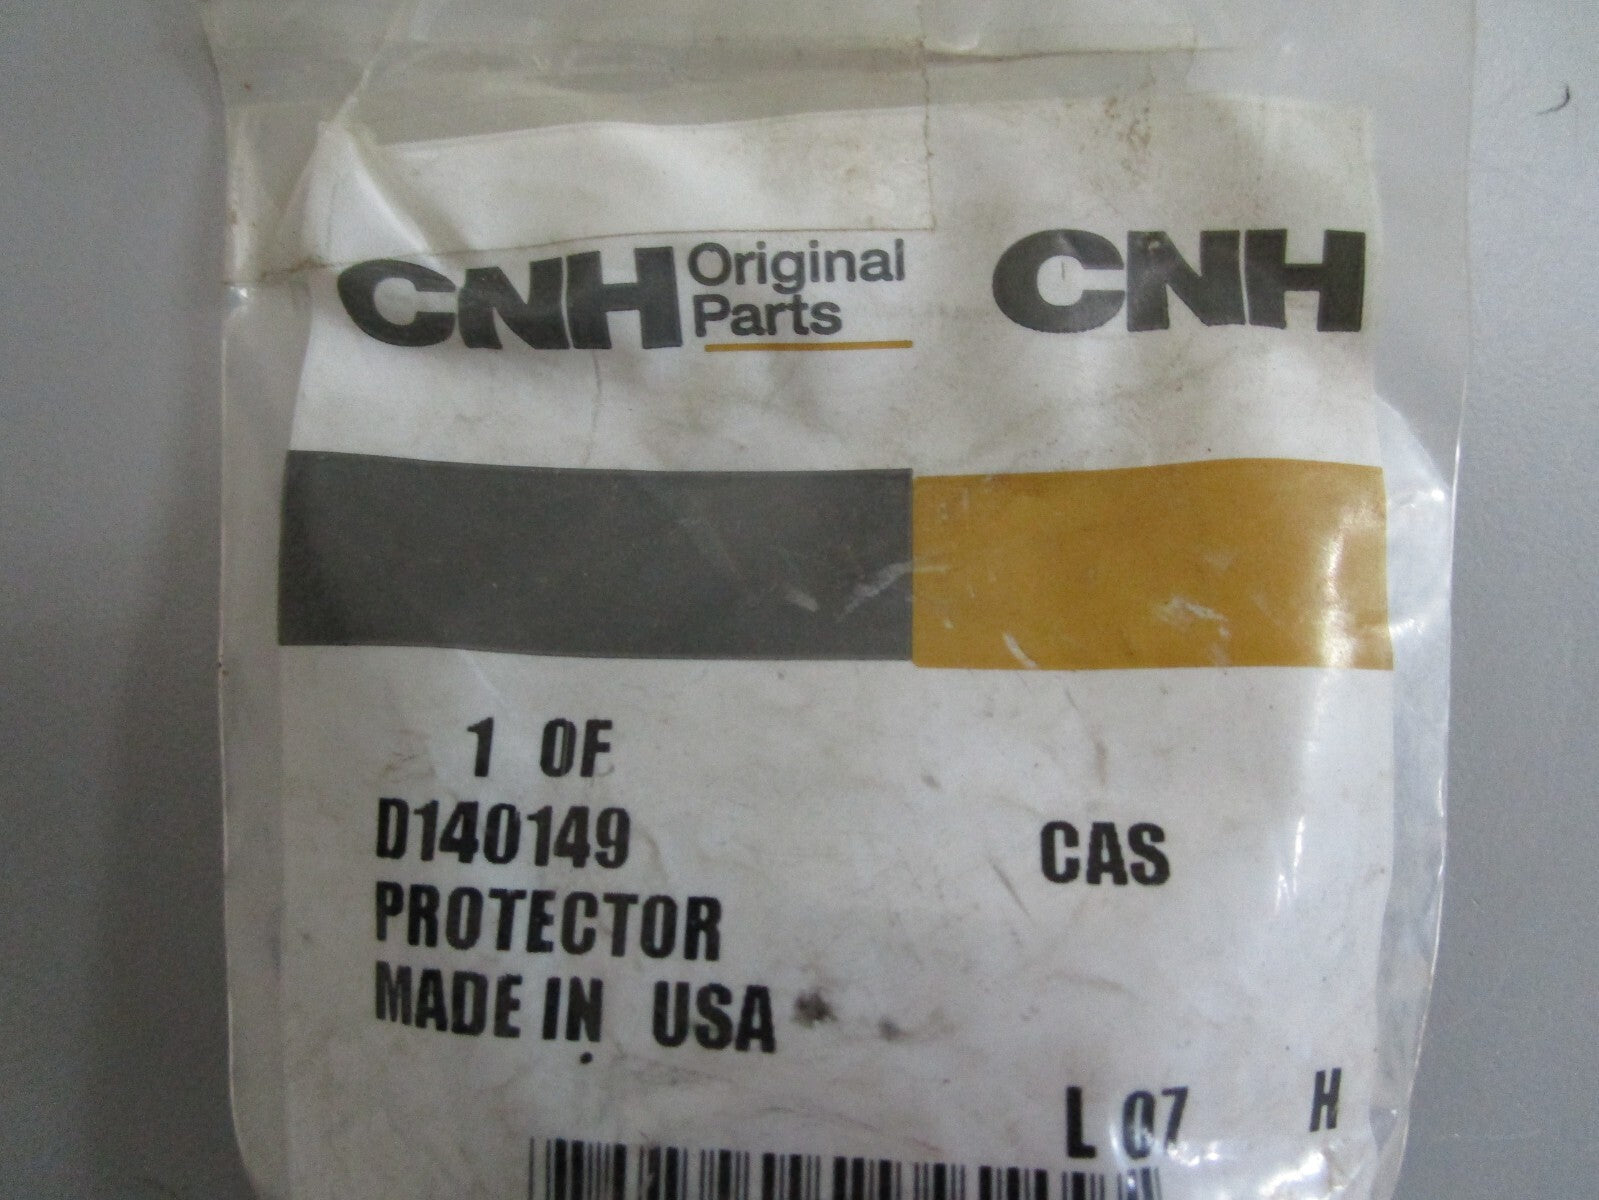 CNH Original Parts CNH
1 OF
D140149 CAS
PROTECTOR
MADE IN USA
L 07 H